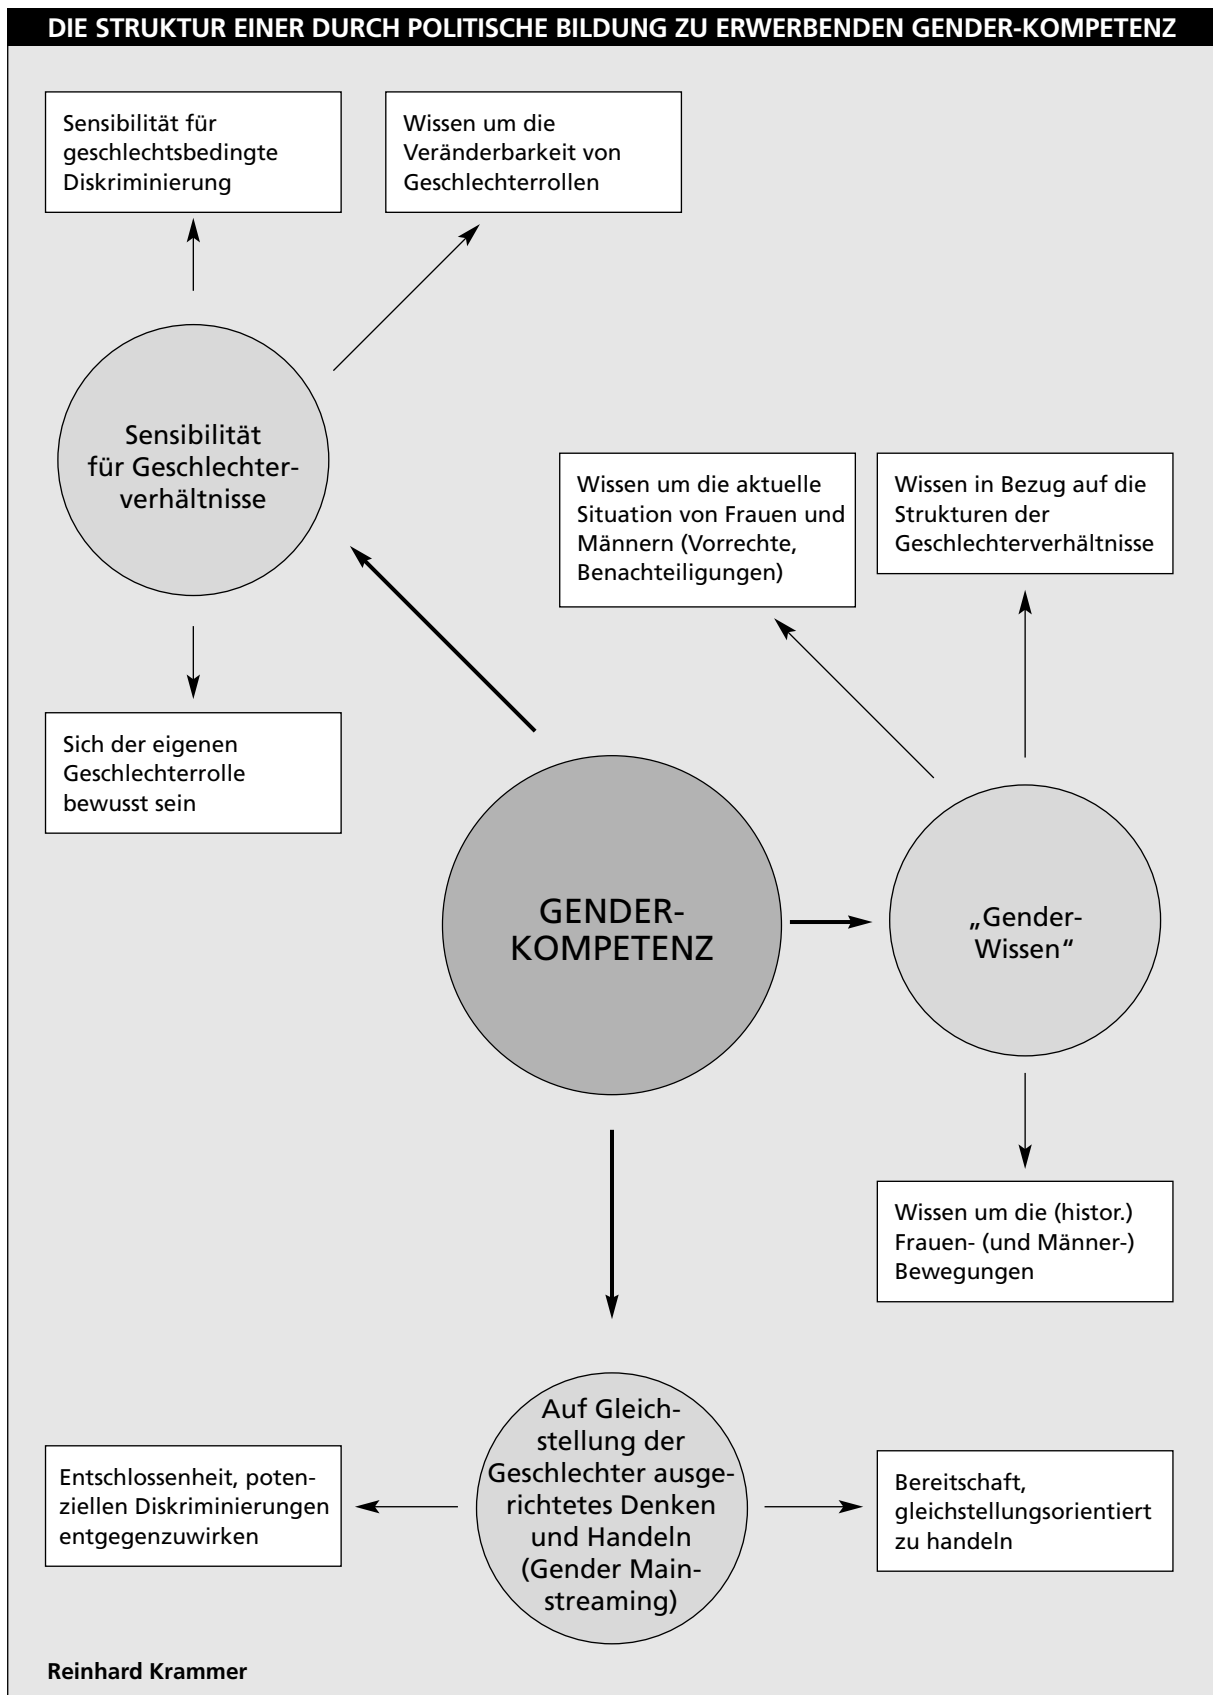 DIE STRUKTUR EINER DURCH POLITISCHE BILDUNG ZU ERWERBENDEN GENDER-KOMPETENZ
Sensibilität für
geschlechtsbedingte
Diskriminierung
Wissen um die
Veränderbarkeit von
Geschlechterrollen
Sensibilität
für Geschlechter-
verhältnisse
Wissen um die aktuelle
Situation von Frauen und
Männern (Vorrechte,
Benachteiligungen)
Wissen in Bezug auf die
Strukturen der
Geschlechterverhältnisse
Sich der eigenen
Geschlechterrolle
bewusst sein
GENDER-
KOMPETENZ
„Gender-
Wissen“
Wissen um die (histor.)
Frauen- (und Männer-)
Bewegungen
Auf Gleich-
stellung der
Geschlechter ausge-
richtetes Denken
und Handeln
(Gender Main-
streaming)
Entschlossenheit, poten-
ziellen Diskriminierungen
entgegenzuwirken
Bereitschaft,
gleichstellungsorientiert
zu handeln
Reinhard Krammer